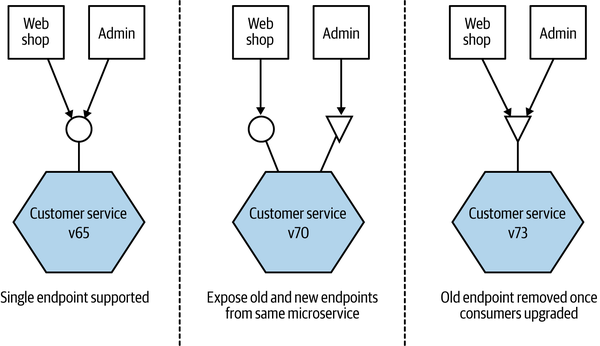 Web
shop
Admin
Customer service
v65
Single endpoint supported
Web
shop
Admin
Customer service
v70
Expose old and new endpoints
from same microservice
Web
shop
Admin
Customer service
v73
Old endpoint removed once
consumers upgraded